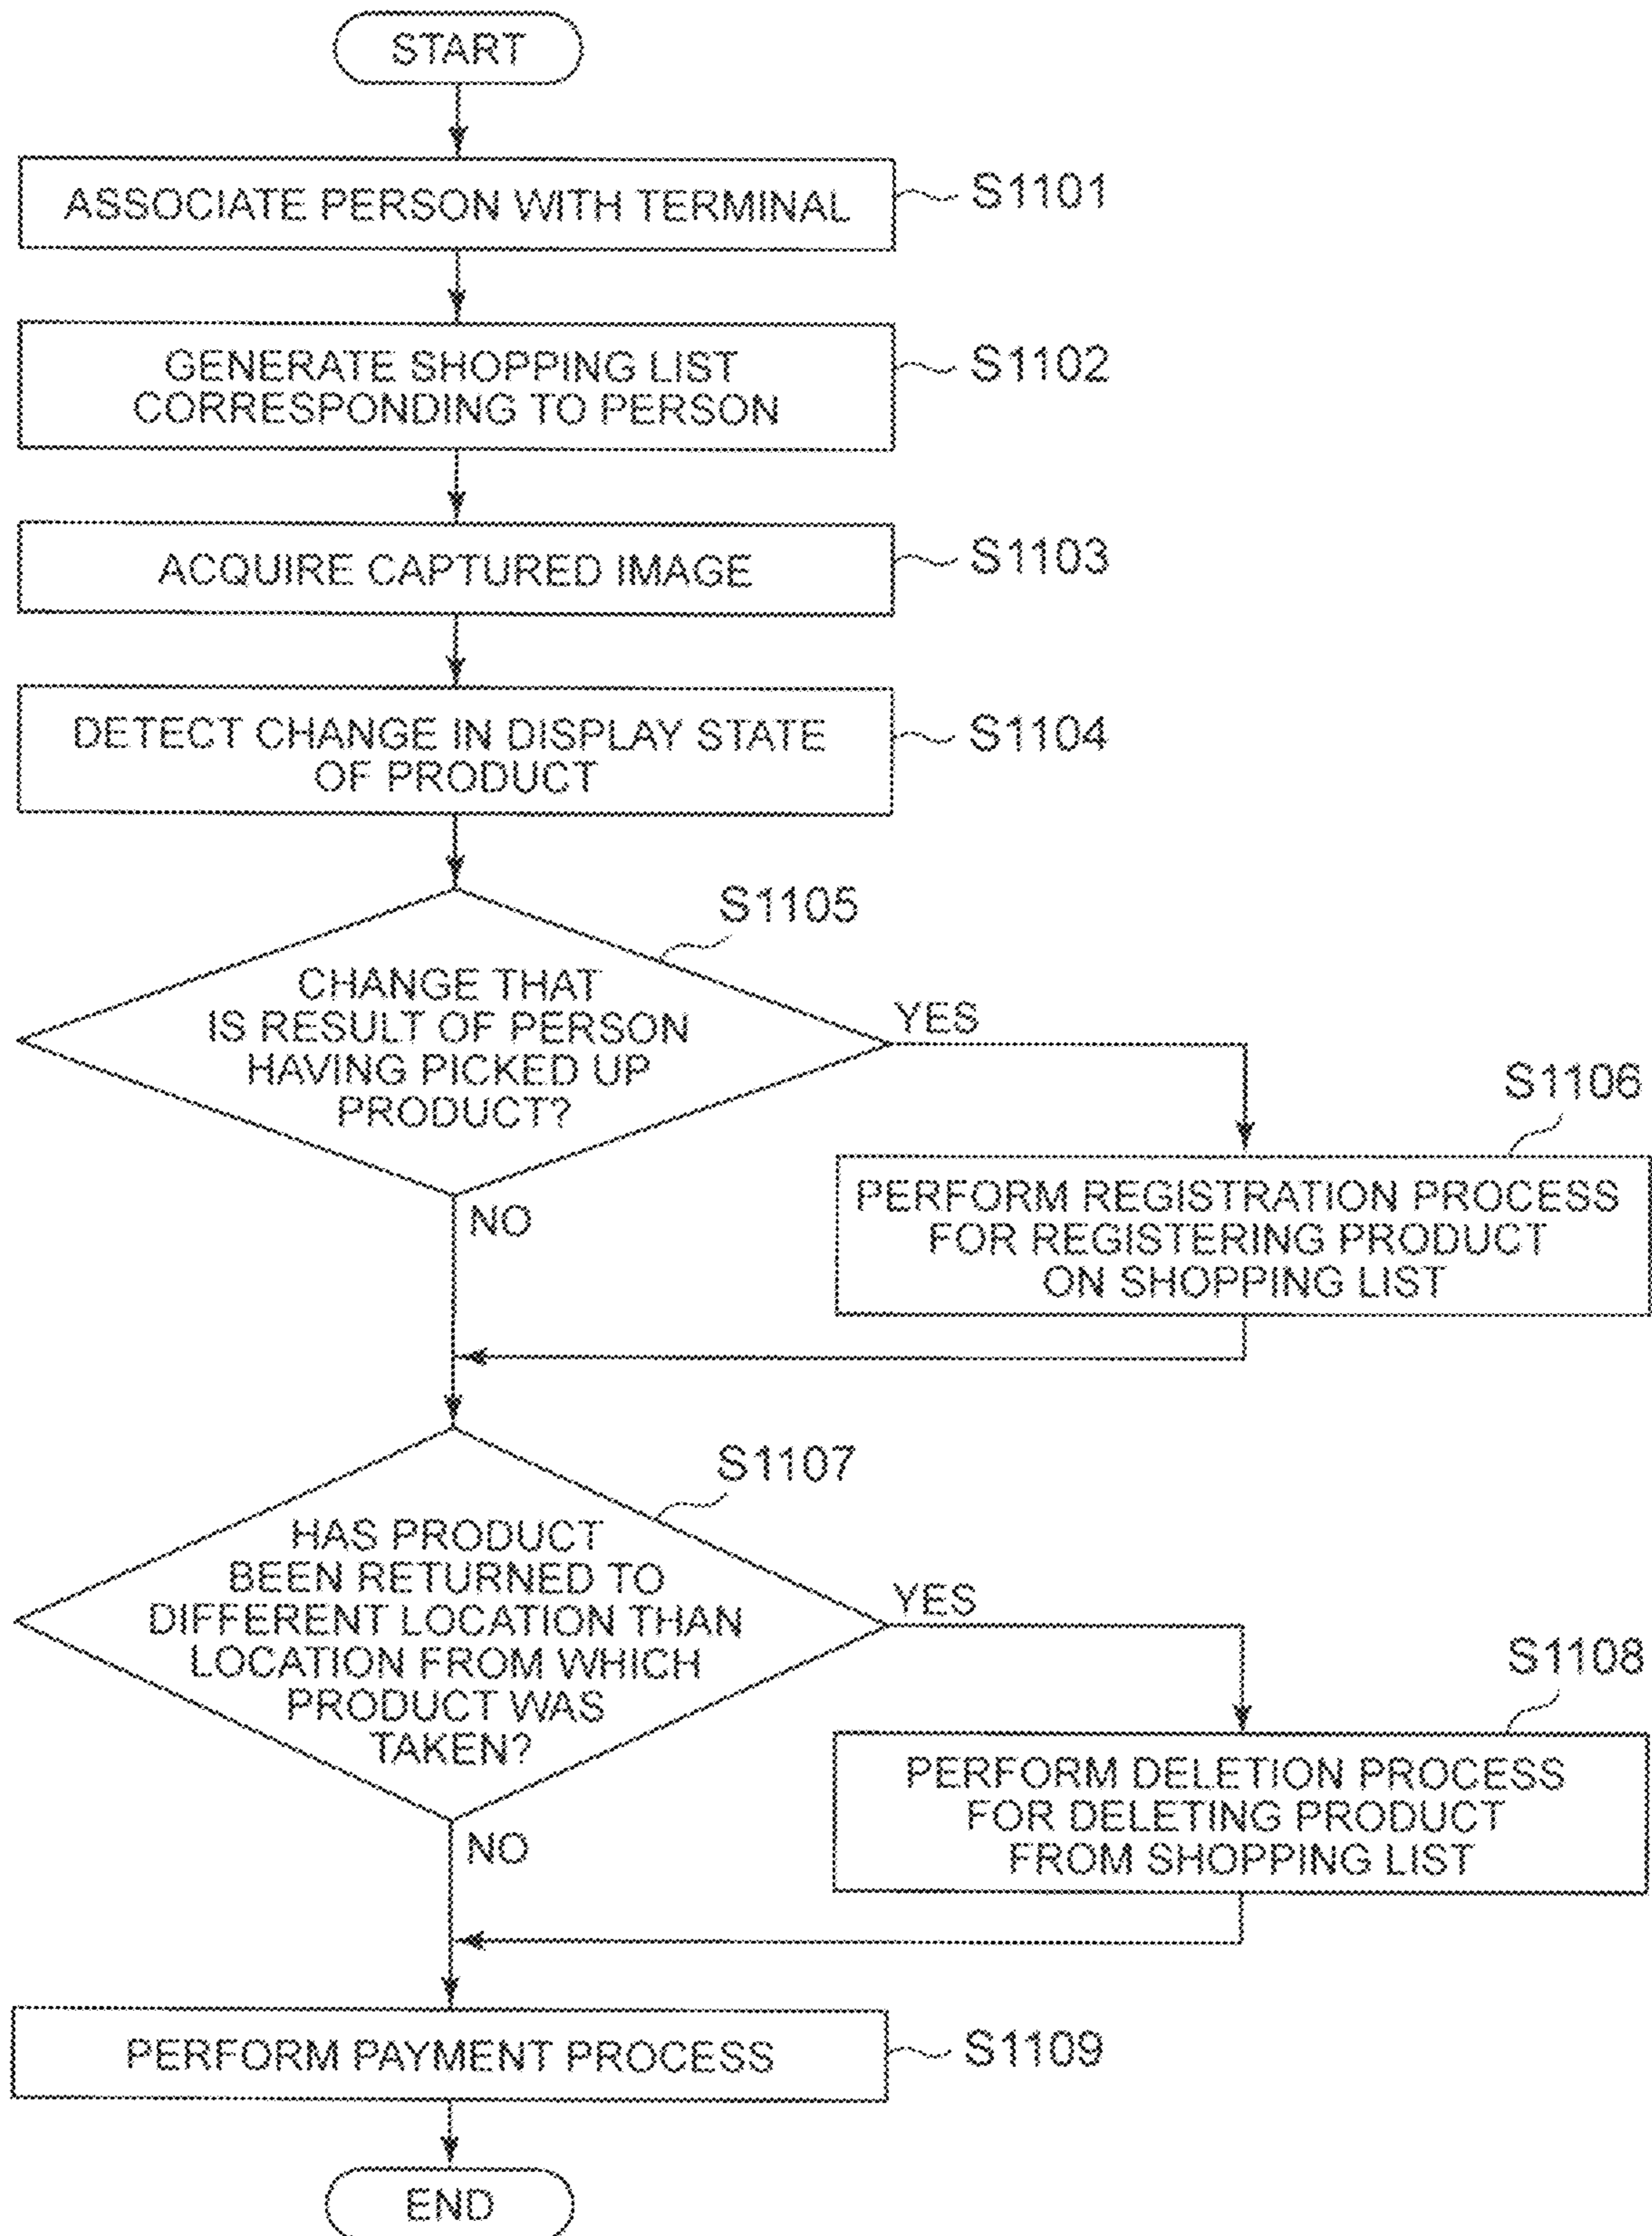 START
ASSOCIATE PERSON WITH TERMINAL
S1101
GENERATE SHOPPING LIST
CORRESPONDING TO PERSON
S1102
ACQUIRE CAPTURED IMAGE
S1103
DETECT CHANGE IN DISPLAY STATE
OF PRODUCT
S1104
S1105
CHANGE THAT
IS RESULT OF PERSON
HAVING PICKED UP
PRODUCT?
YES
NO
S1106
PERFORM REGISTRATION PROCESS
FOR REGISTERING PRODUCT
ON SHOPPING LIST
S1107
HAS PRODUCT
BEEN RETURNED TO
DIFFERENT LOCATION THAN
LOCATION FROM WHICH
PRODUCT WAS
TAKEN?
YES
NO
S1108
PERFORM DELETION PROCESS
FOR DELETING PRODUCT
FROM SHOPPING LIST
PERFORM PAYMENT PROCESS
S1109
END